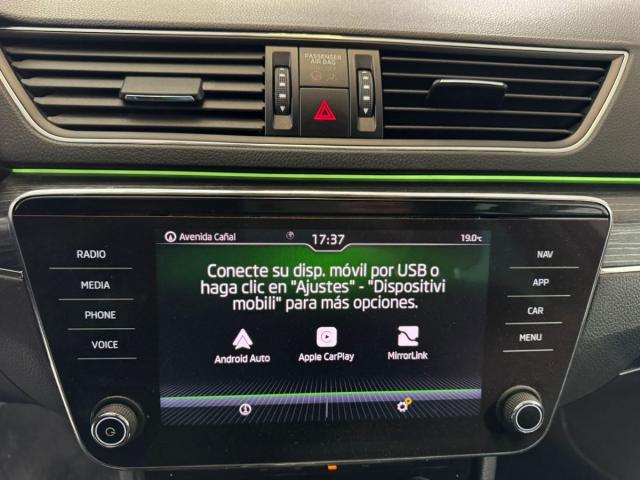 PASSENGER
AIR BAG
Avenida Cañal
17:37
19.0°C
RADIO
MEDIA
PHONE
VOICE
Conecte su disp. móvil por USB o
haga clic en "Ajustes" - "Dispositivi
mobili" para más opciones.
Android Auto
Apple CarPlay
MirrorLink
NAV
APP
CAR
MENU